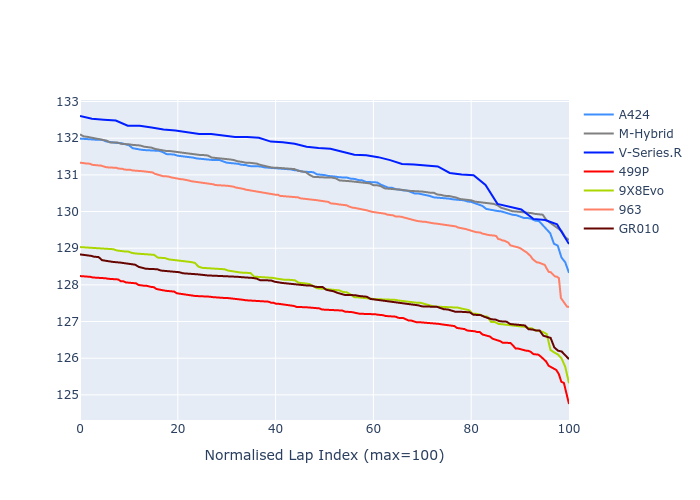 133
132
131
130
129
128
127
126
125
0 20 40 60 80 100
Normalised Lap Index (max=100)
A424
M-Hybrid
V-Series.R
499P
9X8Evo
963
GR010